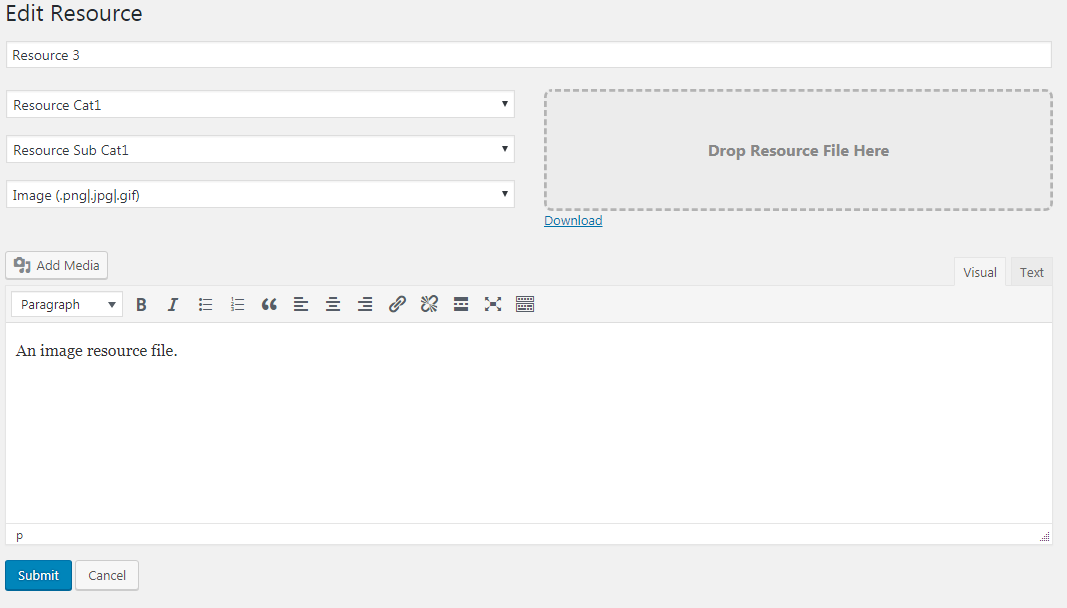 Edit Resource
Resource 3
Resource Cat1
Resource Sub Cat1
Image (.png|.jpg|.gif)
Drop Resource File Here
Download
Add Media
Visual Text
Paragraph B I
An image resource file.
p
Submit Cancel